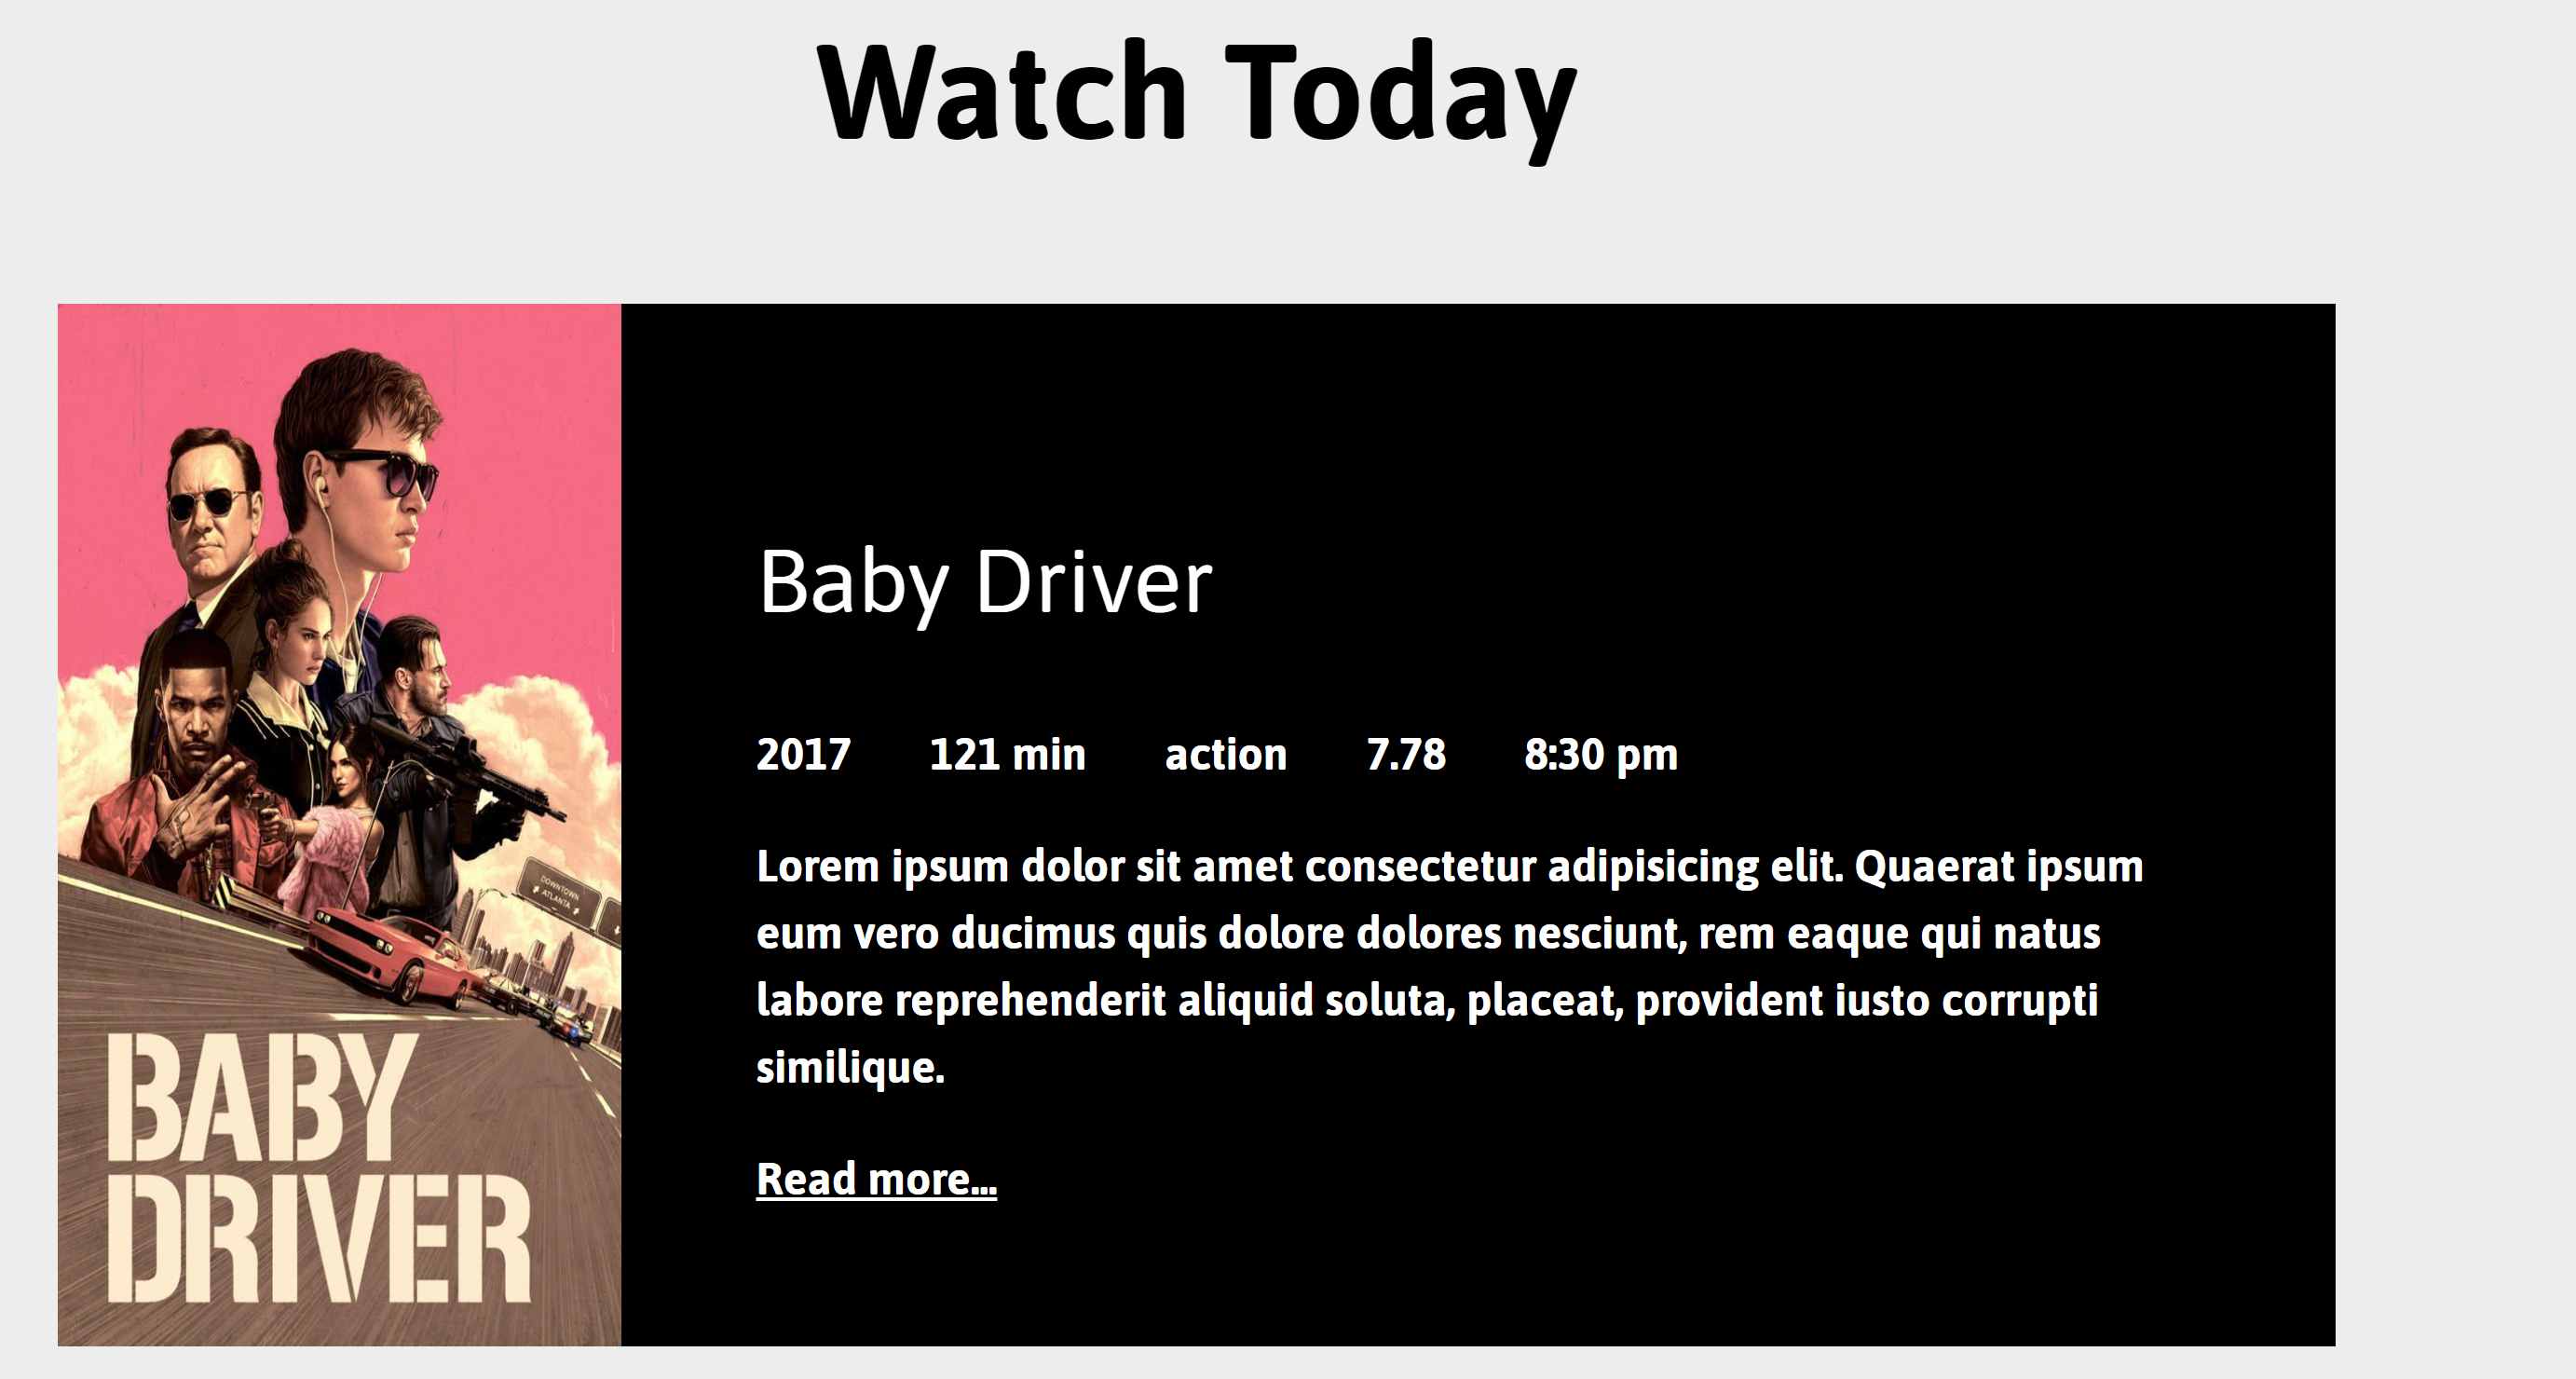 Watch Today
DOWNTOWN
ATLANTA
BABY
DRIVER
Baby Driver
2017 121 min action 7.78 8:30 pm
Lorem ipsum dolor sit amet consectetur adipisicing elit. Quaerat ipsum
eum vero ducimus quis dolore dolores nesciunt, rem eaque qui natus
labore reprehenderit aliquid soluta, placeat, provident iusto corrupti
similique.
Read more...